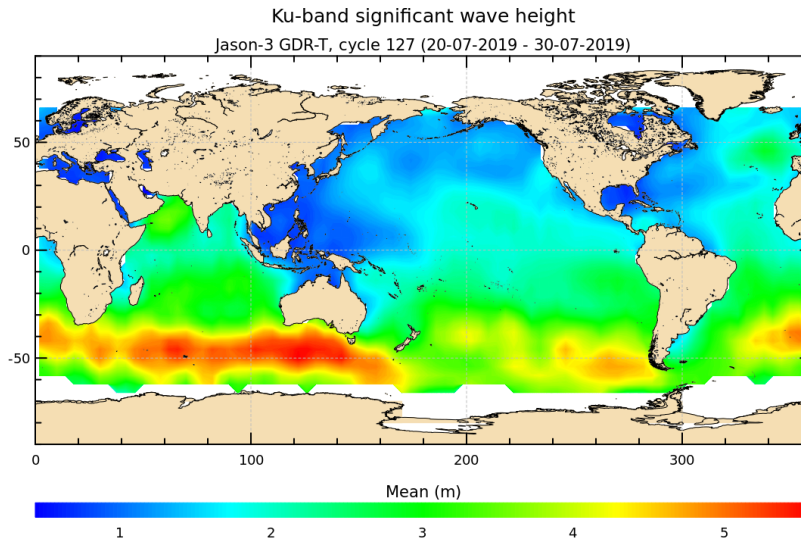 Ku-band significant wave height
Jason-3 GDR-T, cycle 127 (20-07-2019 - 30-07-2019)
50
0
-50
0 100 200 300
Mean (m)
1 2 3 4 5